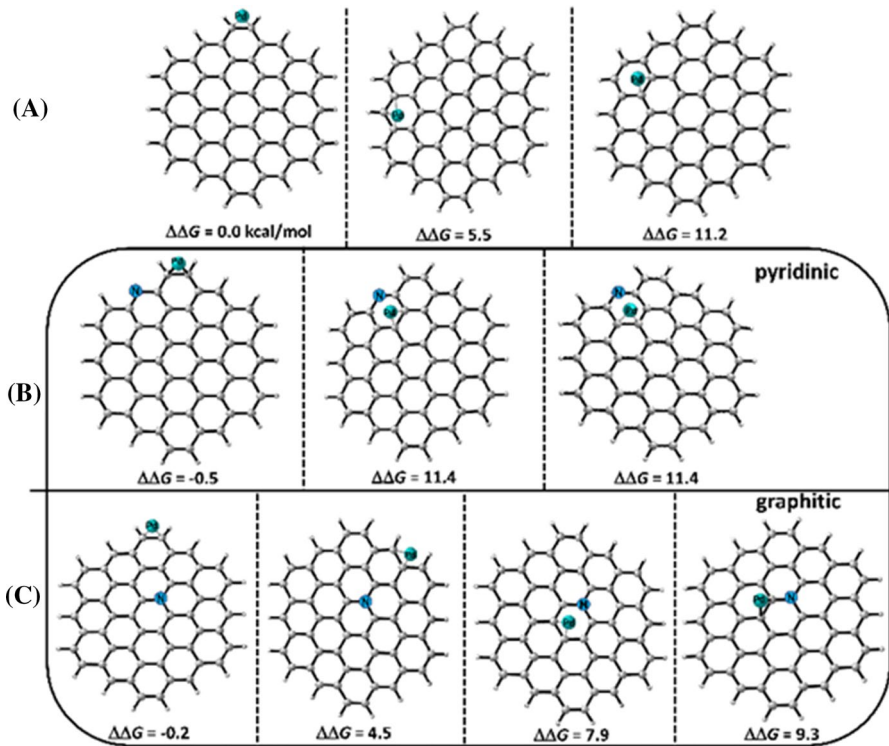 (A)
ΔΔG = 0.0 kcal/mol
ΔΔG = 5.5
ΔΔG = 11.2
pyridinic
N
N
N
(B)
ΔΔG = -0.5
ΔΔG = 11.4
ΔΔG = 11.4
graphitic
(C)
N
N
N
N
ΔΔG = -0.2
ΔΔG = 4.5
ΔΔG = 7.9
ΔΔG = 9.3